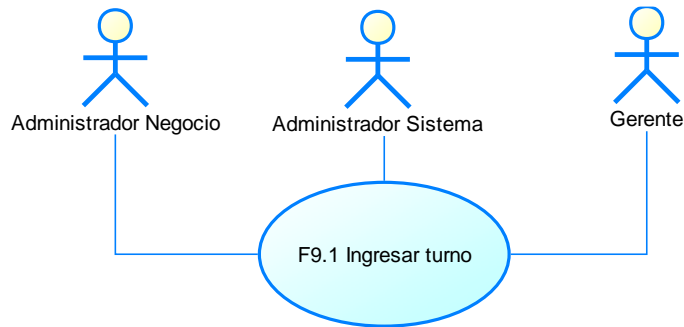 Administrador Negocio
Administrador Sistema
Gerente
F9.1 Ingresar turno